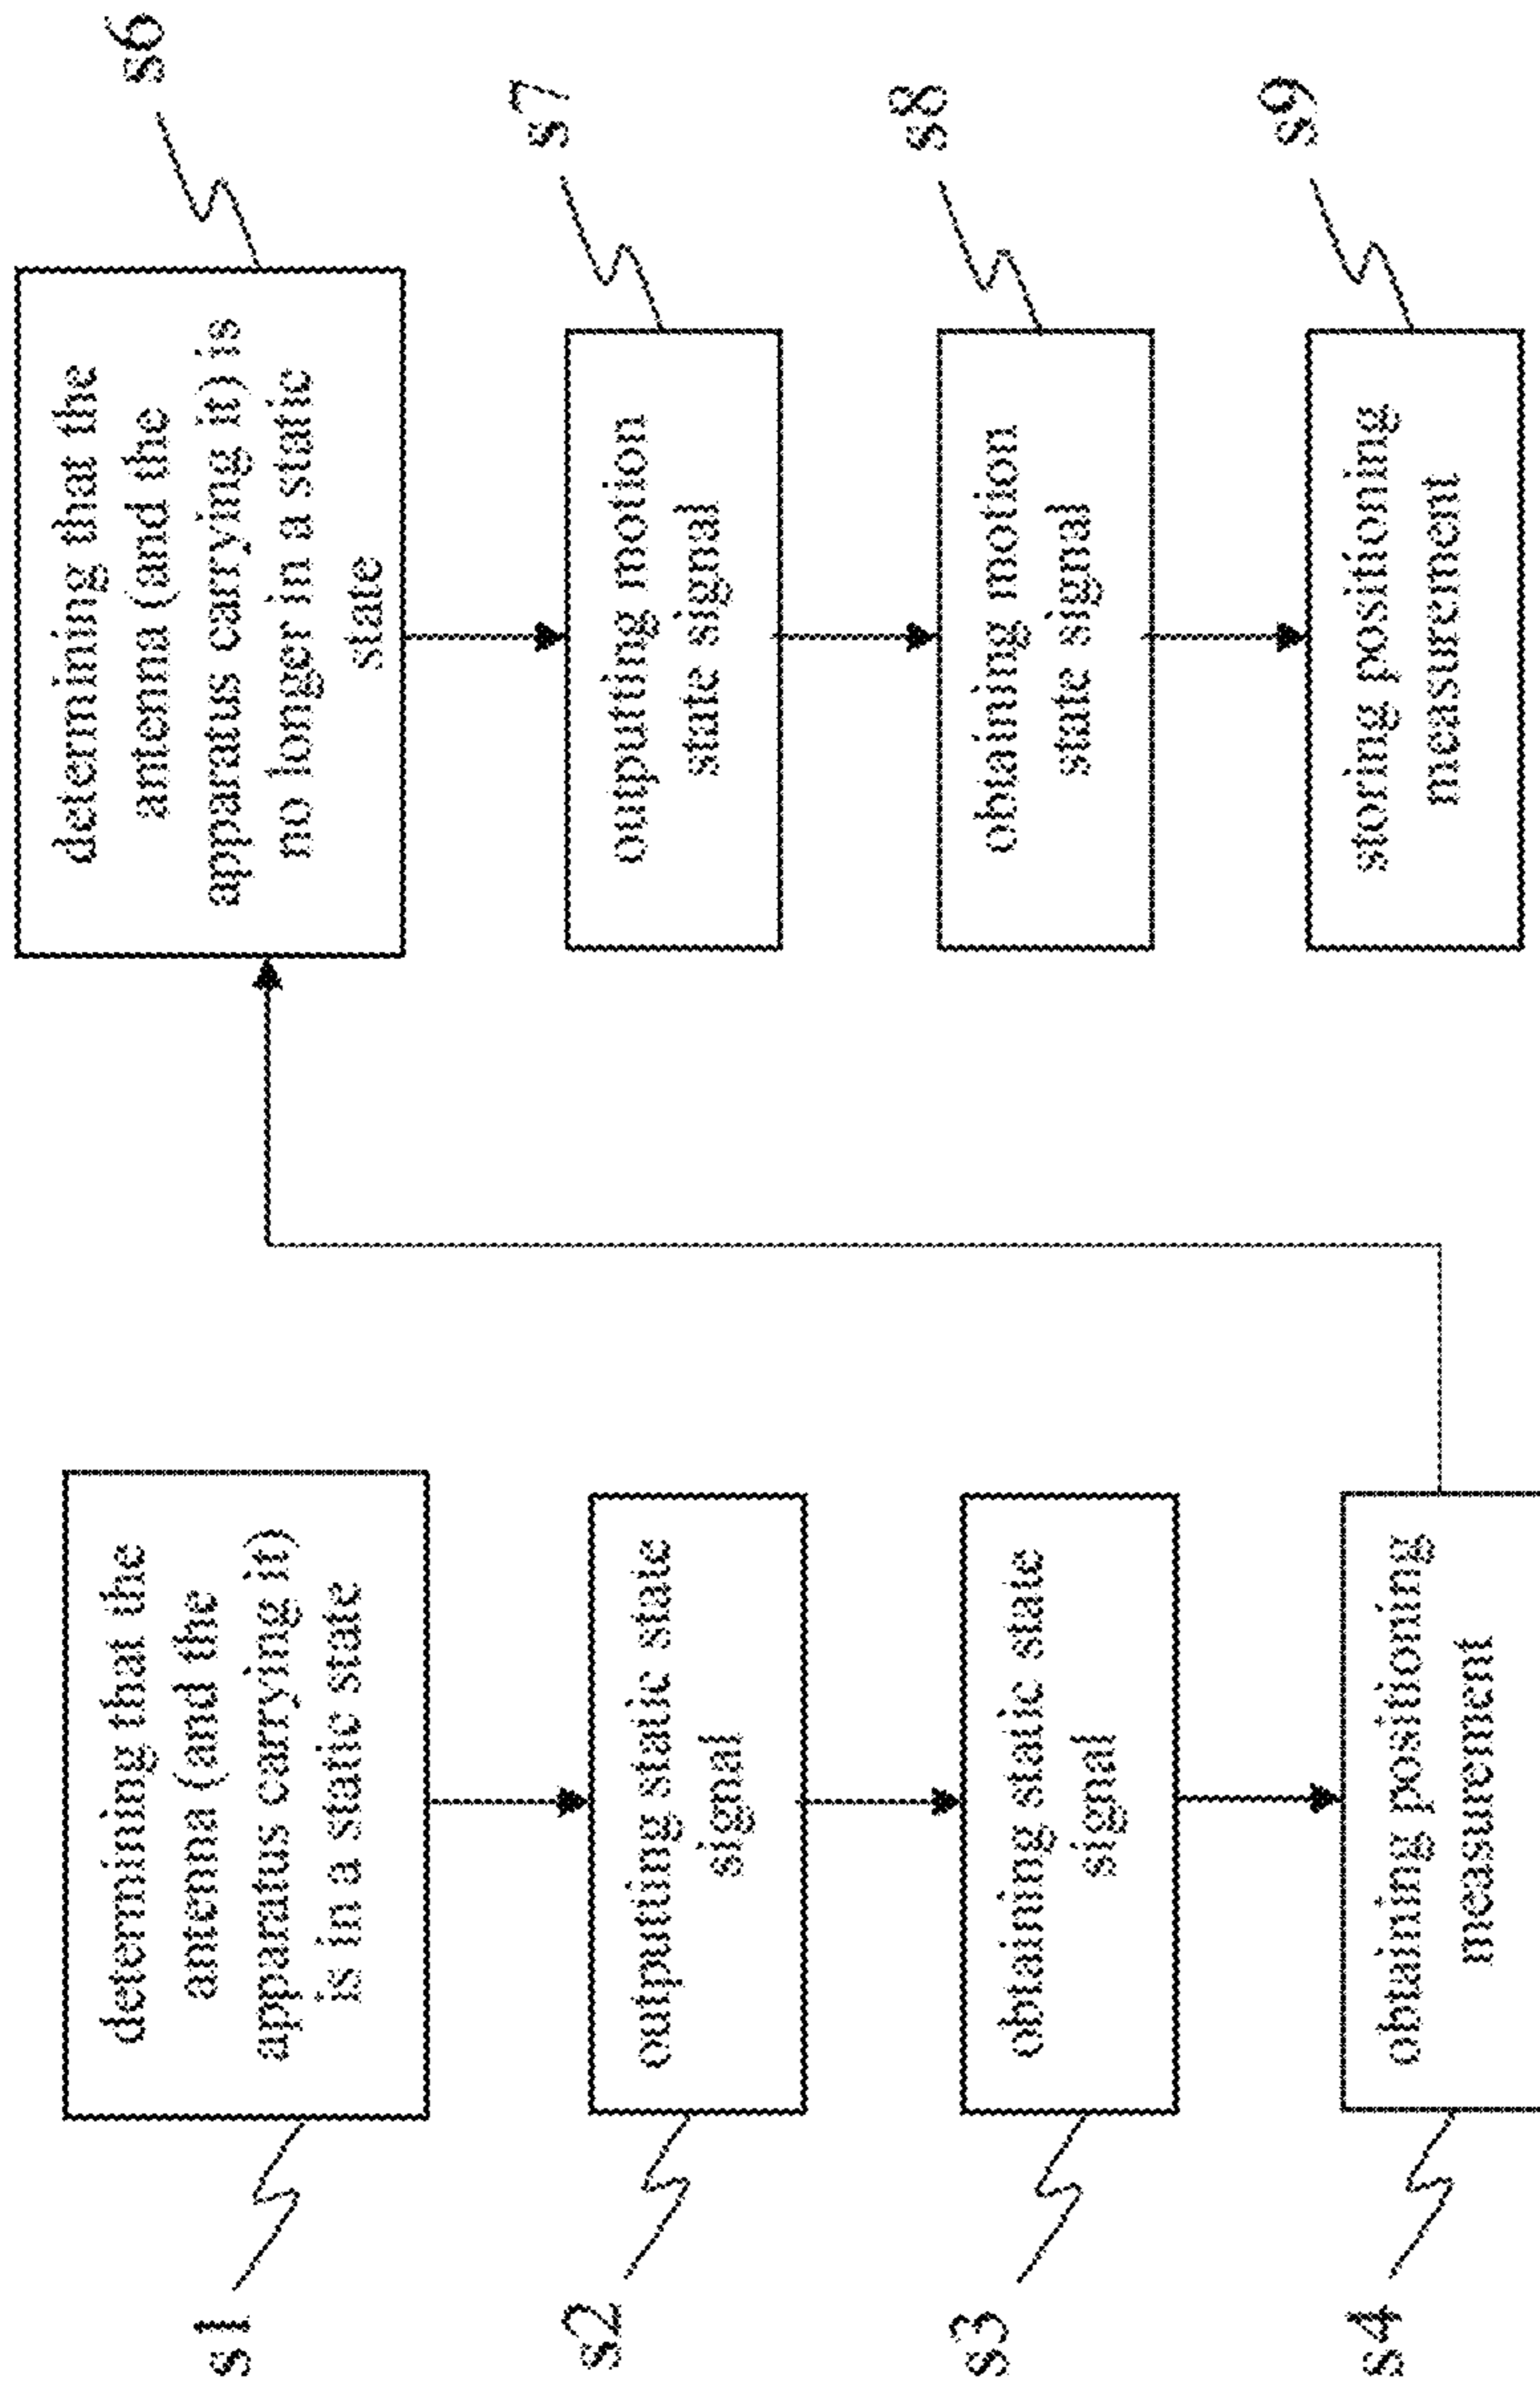 s1
determining that the
antenna (and the
apparatus carrying it)
is in a static state
s2
outputting static state
signal
s3
obtaining static state
signal
s4
obtaining positioning
measurement
s6
determining that the
antenna (and the
apparatus carrying it) is
no longer in a static
state
s7
outputting motion
state signal
s8
obtaining motion
state signal
s9
storing positioning
measurement